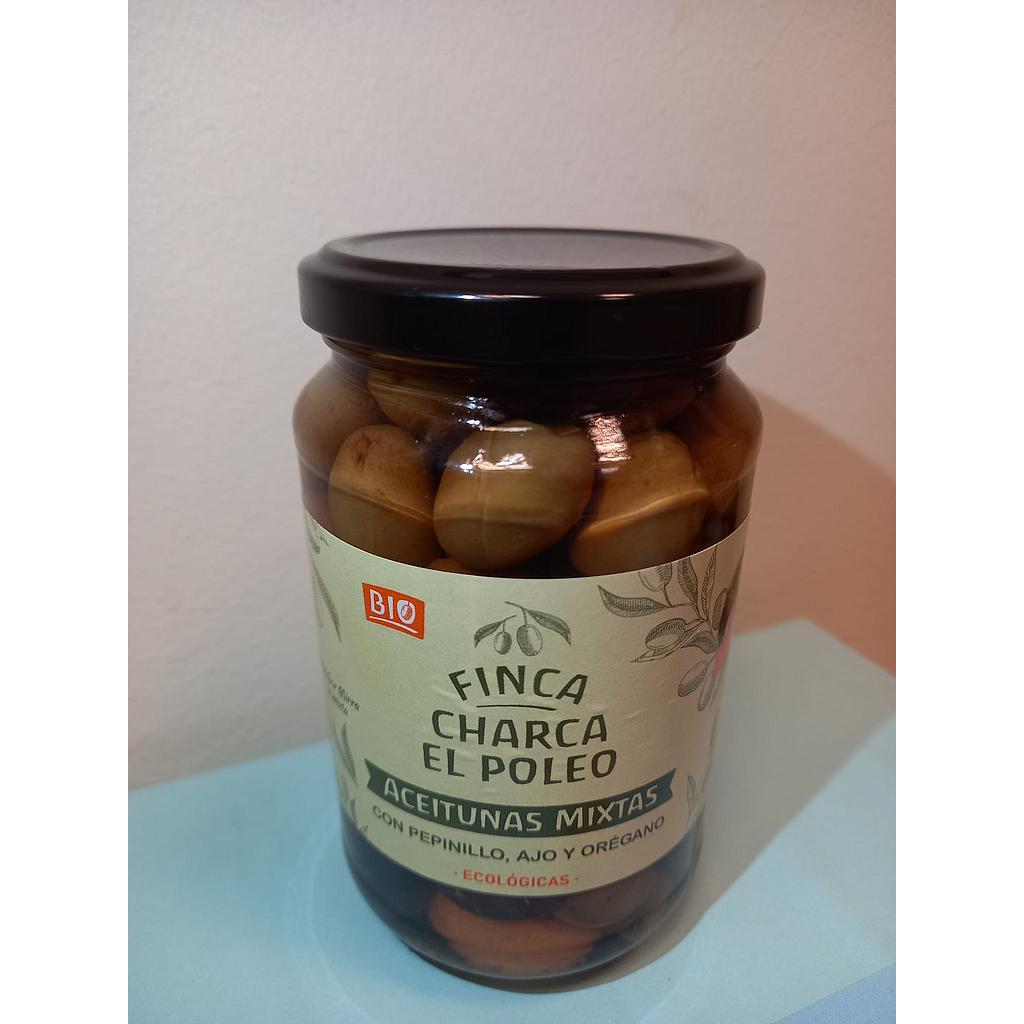 BIO
FINCA
CHARCA
EL POLEO
ACEITUNAS MIXTAS
CON PEPINILLO, AJO Y ORÉGANO
· ECOLÓGICAS ·